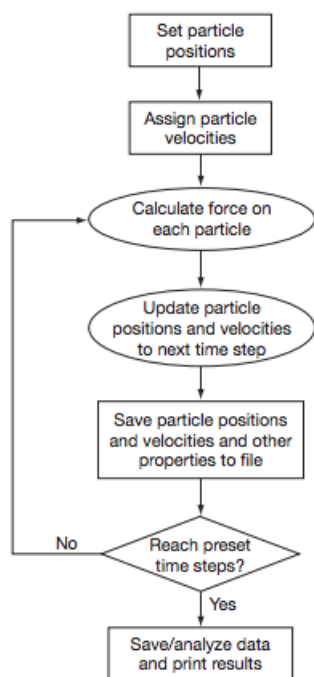 Set particle
positions
Assign particle
velocities
Calculate force on
each particle
Update particle
positions and velocities
to next time step
Save particle positions
and velocities and other
properties to file
No
Reach preset
time steps?
Yes
Save/analyze data
and print results